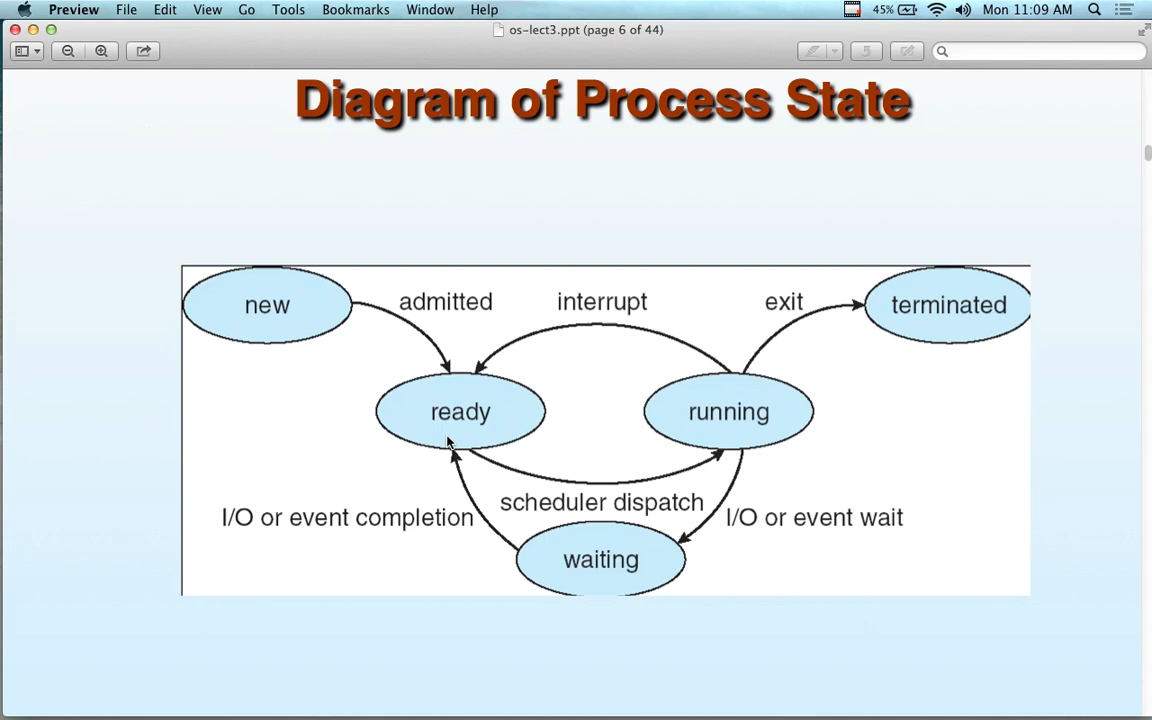 Preview File Edit View Go Tools Bookmarks Window Help 45% Mon 11:09 AM
os-lect3.ppt (page 6 of 44)
Diagram of Process State
new admitted interrupt exit terminated
ready running
scheduler dispatch
I/O or event completion I/O or event wait
waiting